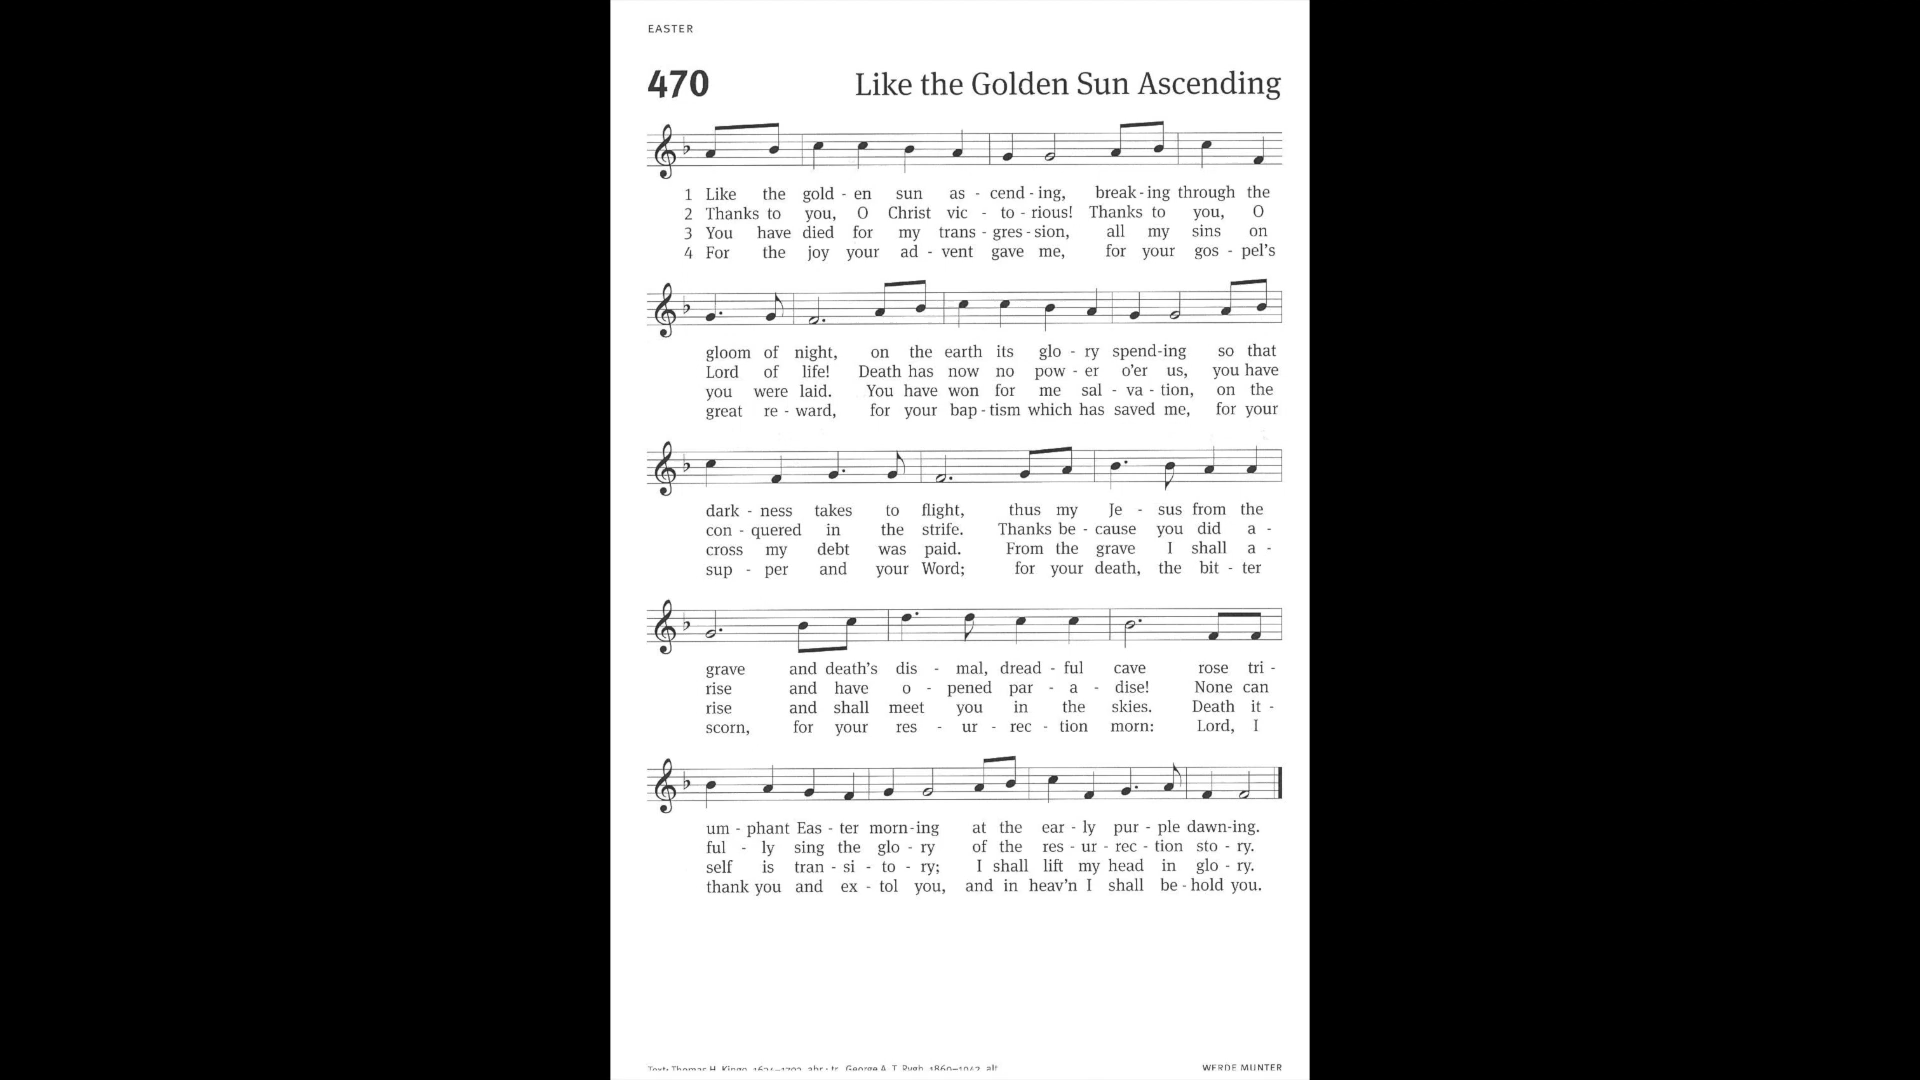 EASTER
470 Like the Golden Sun Ascending
1 Like the gold - en sun as - cend - ing, break - ing through the
2 Thanks to you, O Christ vic - to - rious! Thanks to you, O
3 You have died for my trans - gres - sion, all my sins on
4 For the joy your ad - vent gave me, for your gos - pel's
gloom of night, on the earth its glo - ry spend-ing so that
Lord of life! Death has now no pow - er o'er us, you have
you were laid. You have won for me sal - va - tion, on the
great re - ward, for your bap - tism which has saved me, for your
dark - ness takes to flight, thus my Je - sus from the
con - quered in the strife. Thanks be - cause you did a -
cross my debt was paid. From the grave I shall a -
sup - per and your Word; for your death, the bit - ter
grave and death's dis - mal, dread - ful cave rose tri -
rise and have o - pened par - a - dise! None can
rise and shall meet you in the skies. Death it -
scorn, for your res - ur - rec - tion morn: Lord, I
um - phant Eas - ter morn-ing at the ear - ly pur - ple dawn-ing.
ful - ly sing the glo - ry of the res - ur - rec - tion sto - ry.
self is tran - si - to - ry; I shall lift my head in glo - ry.
thank you and ex - tol you, and in heav'n I shall be - hold you.
Text: Thomas H. Kingo, 1634–1703, abr.; tr. George A. T. Rygh, 1860–1942, alt. WERDE MUNTER